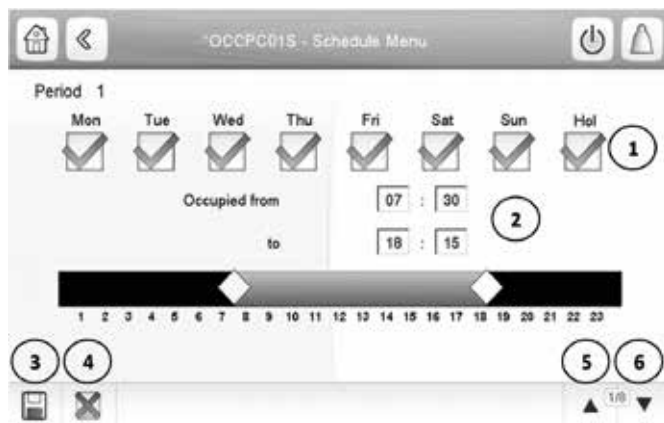 "OCCPC01S - Schedule Menu
Period 1
Mon Tue Wed Thu Fri Sat Sun Hol
1
Occupied from 07 : 30
2
to 18 : 15
1 2 3 4 5 6 7 8 9 10 11 12 13 14 15 16 17 18 19 20 21 22 23
3 4 5 6
1/8